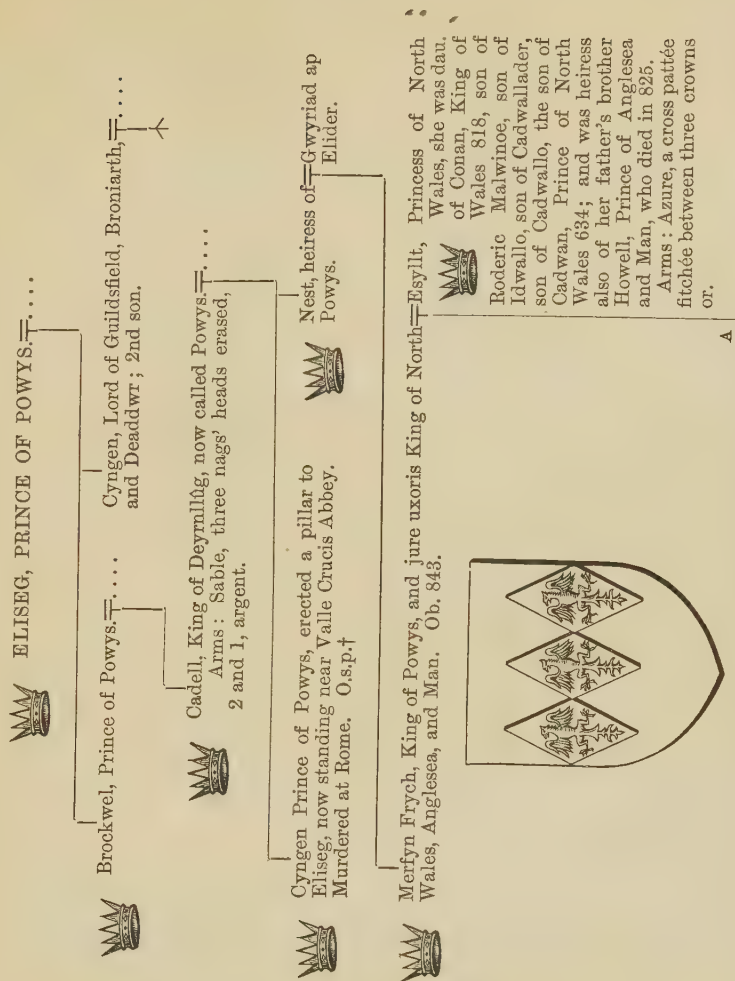 ELISEG, PRINCE OF POWYS.╤....
Brockwel, Prince of Powys.╤....
Cyngen, Lord of Guildsfield, Broniarth,╤....
and Deaddwr; 2nd son.
Cadell, King of Deyrnllûg, now called Powys.╤....
Arms: Sable, three nags' heads erased,
2 and 1, argent.
Cyngen Prince of Powys, erected a pillar to
Eliseg, now standing near Valle Crucis Abbey.
Murdered at Rome. O.s.p.†
Nest, heiress of╤Gwyriad ap
Powys. Elider.
Merfyn Frych, King of Powys, and jure uxoris King of North╤Esyllt, Princess of North
Wales, Anglesea, and Man. Ob. 843.
Wales, she was dau.
of Conan, King of
Wales 818, son of
Roderic Malwinoe, son of
Idwallo, son of Cadwallader,
son of Cadwallo, the son of
Cadwan, Prince of North
Wales 634; and was heiress
also of her father's brother
Howell, Prince of Anglesea
and Man, who died in 825.
Arms: Azure, a cross pattée
fitchée between three crowns
or.
A